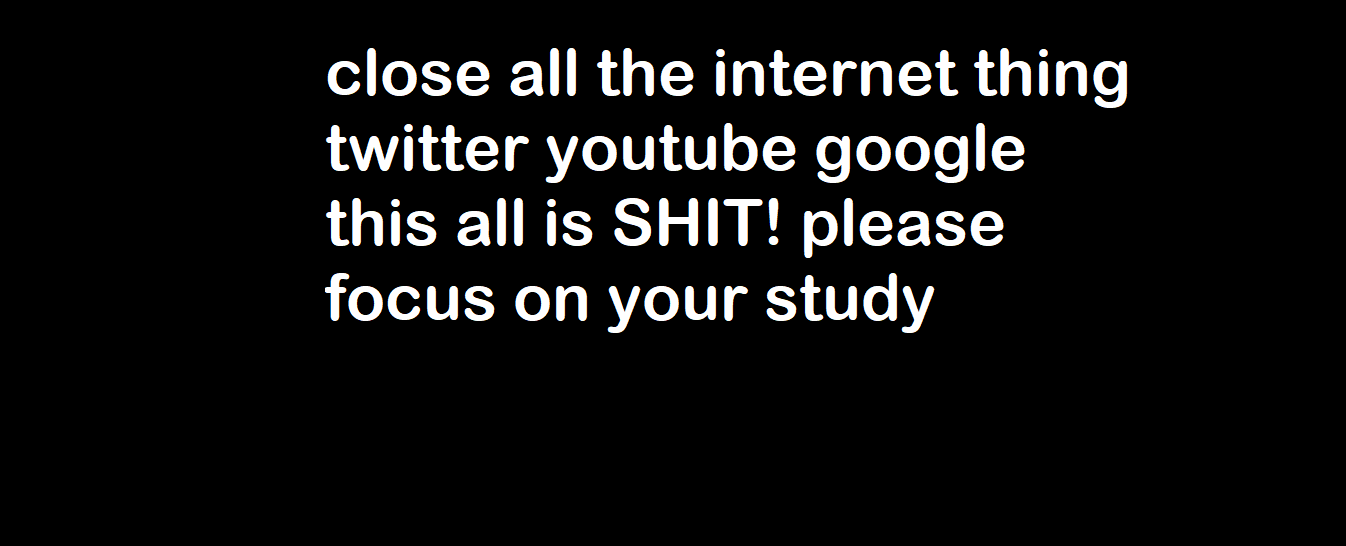 close all the internet thing
twitter youtube google
this all is SHIT! please
focus on your study